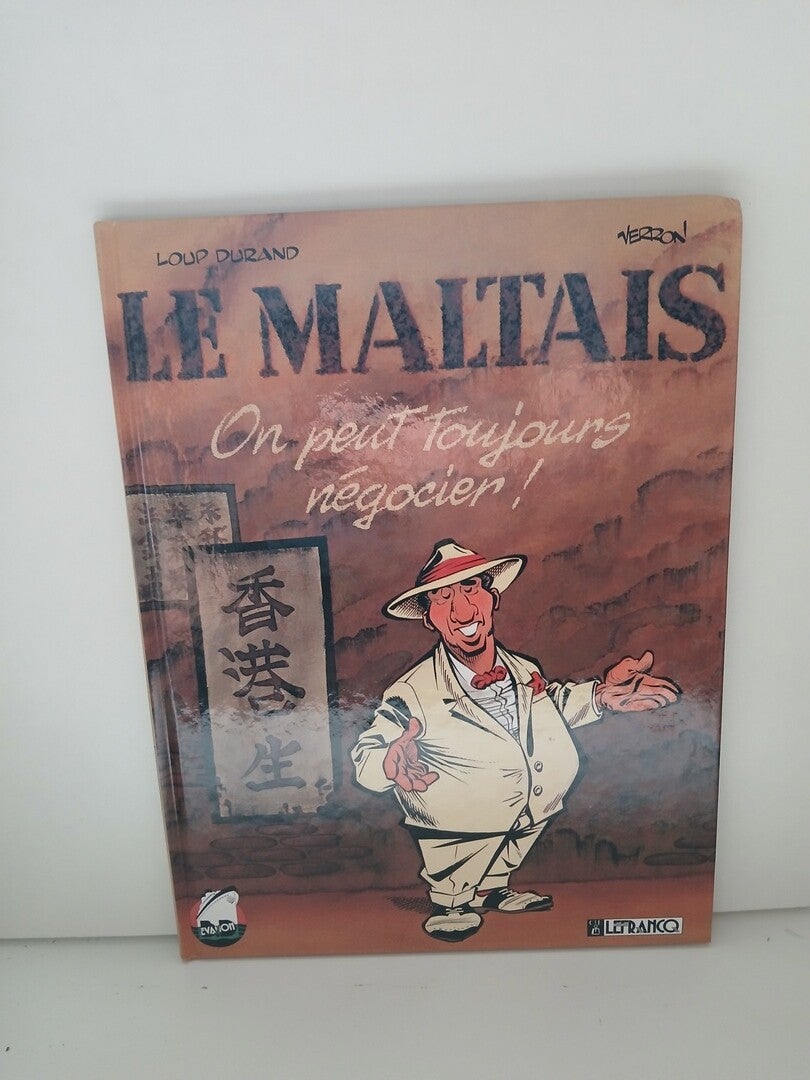 LOUP DURAND
VERRON
LE MALTAIS
On peut toujours
négocier !
香
港
生
EVASION
LEFRANCQ